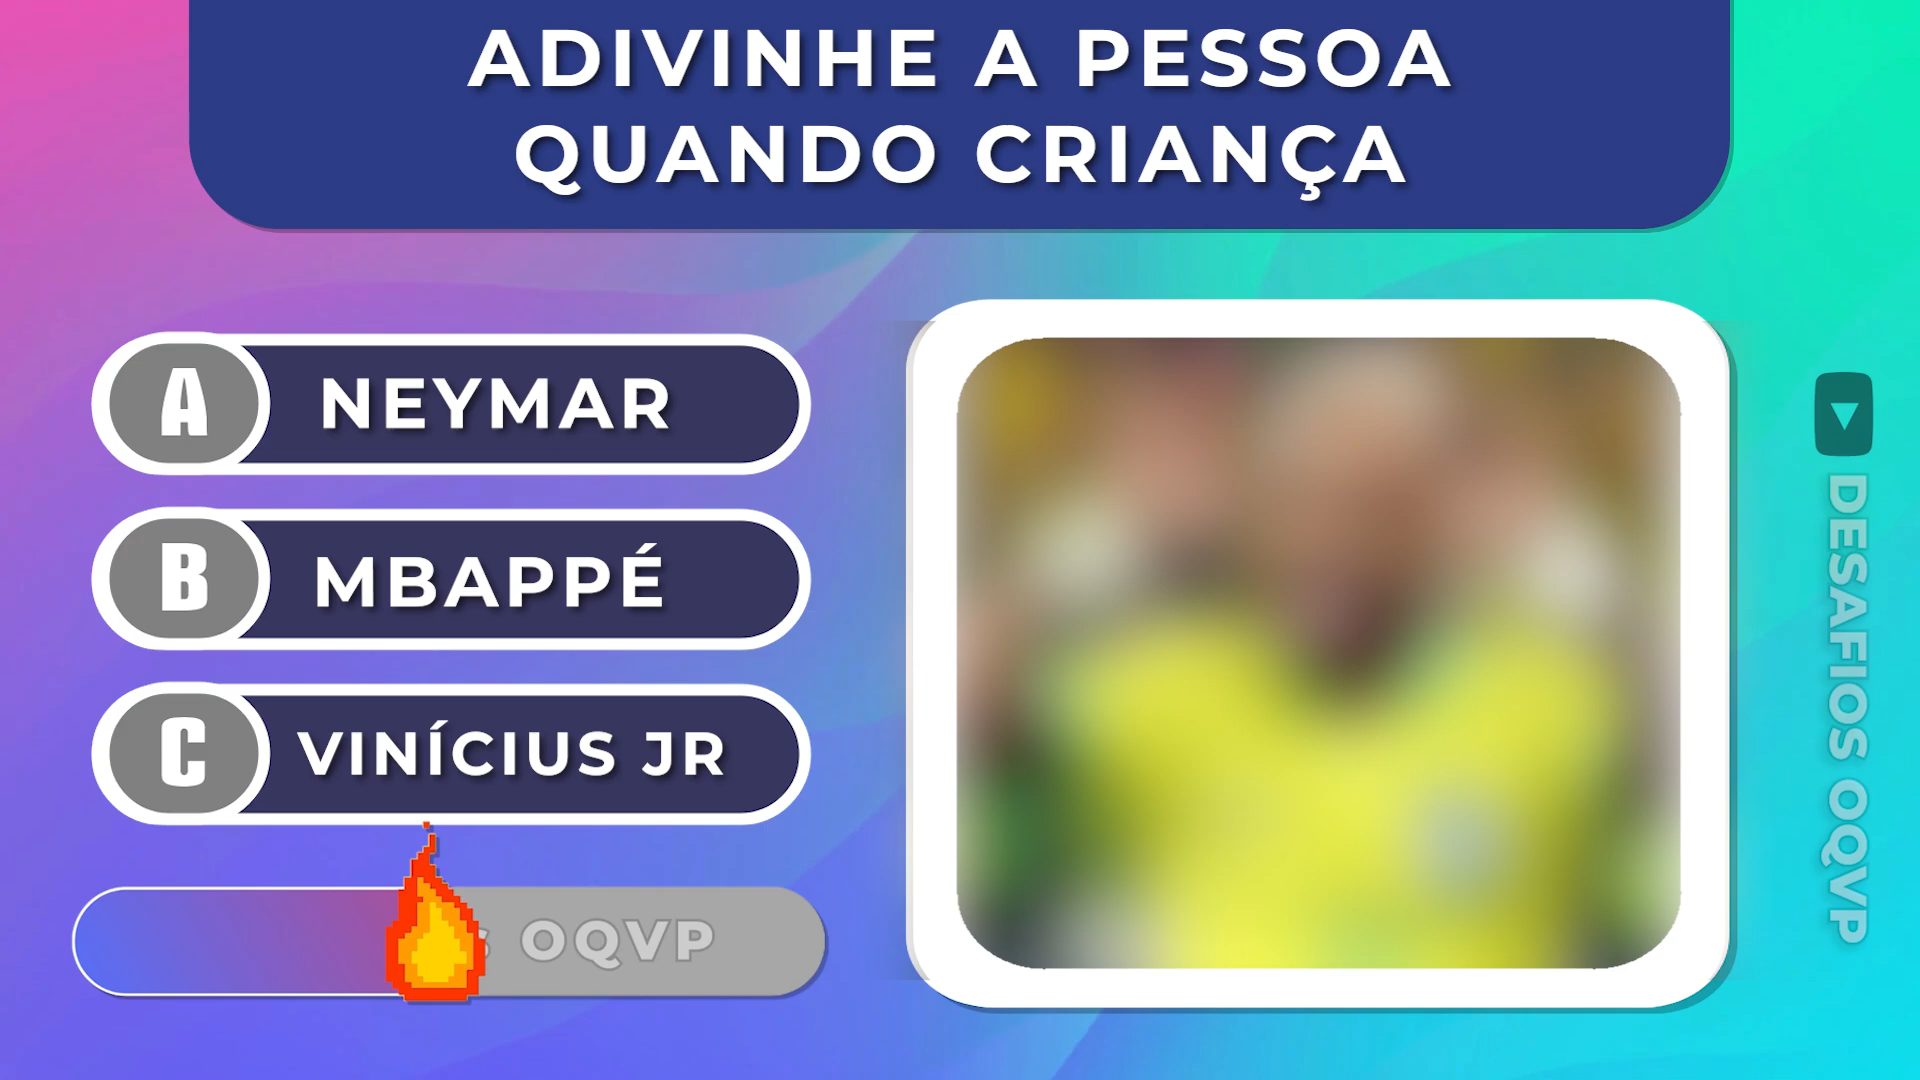 ADIVINHE A PESSOA
QUANDO CRIANÇA
A NEYMAR
B MBAPPÉ
C VINÍCIUS JR
S OQVP
DESAFIOS OQVP